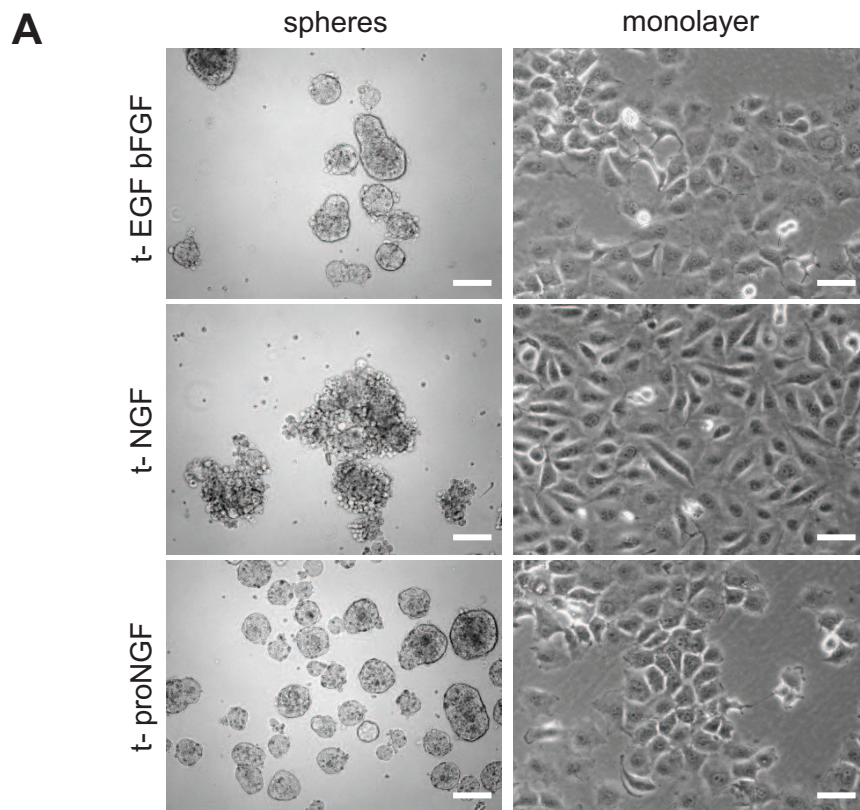 A
spheres
monolayer
t- EGF bFGF
t- NGF
t- proNGF